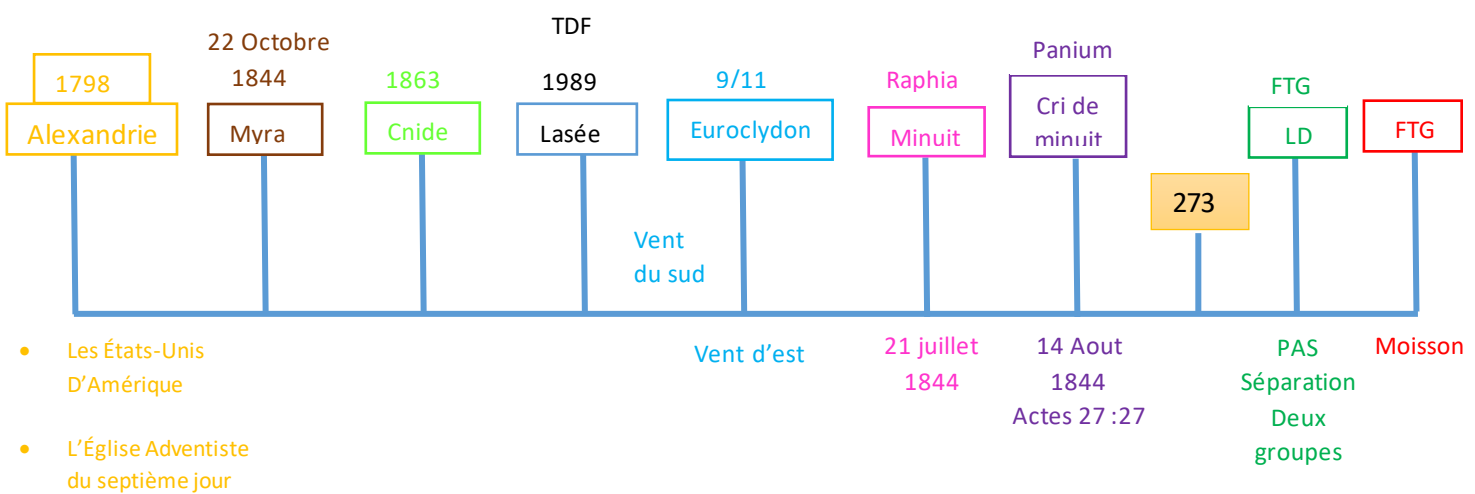 1798
Alexandrie
22 Octobre
1844
Myra
1863
Cnide
TDF
1989
Lasée
9/11
Euroclydon
Raphia
Minuit
Panium
Cri de
minuit
273
FTG
LD
FTG
Vent
du sud
Vent d'est
21 juillet
1844
14 Aout
1844
Actes 27 :27
PAS
Séparation
Deux
groupes
Moisson
• Les États-Unis
D'Amérique
• L'Église Adventiste
du septième jour